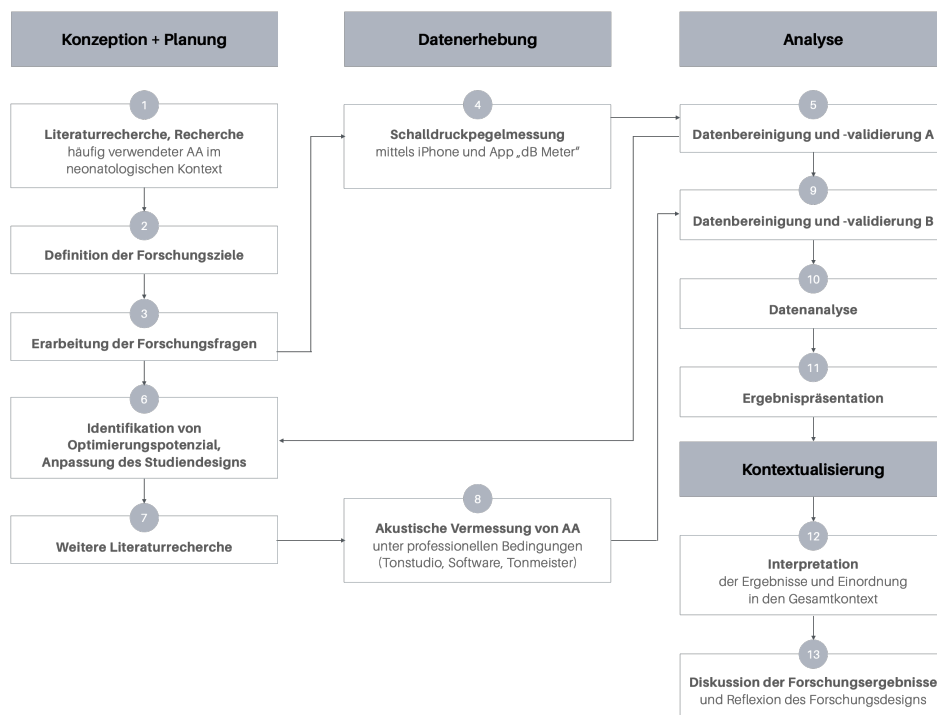 Konzeption + Planung
1
Literaturrecherche, Recherche
häufig verwendeter AA im
neonatologischen Kontext
2
Definition der Forschungsziele
3
Erarbeitung der Forschungsfragen
6
Identifikation von
Optimierungspotenzial,
Anpassung des Studiendesigns
7
Weitere Literaturrecherche
Datenerhebung
4
Schalldruckpegelmessung
mittels iPhone und App „dB Meter“
8
Akustische Vermessung von AA
unter professionellen Bedingungen
(Tonstudio, Software, Tonmeister)
Analyse
5
Datenbereinigung und -validierung A
9
Datenbereinigung und -validierung B
10
Datenanalyse
11
Ergebnispräsentation
Kontextualisierung
12
Interpretation
der Ergebnisse und Einordnung
in den Gesamtkontext
13
Diskussion der Forschungsergebnisse
und Reflexion des Forschungsdesigns